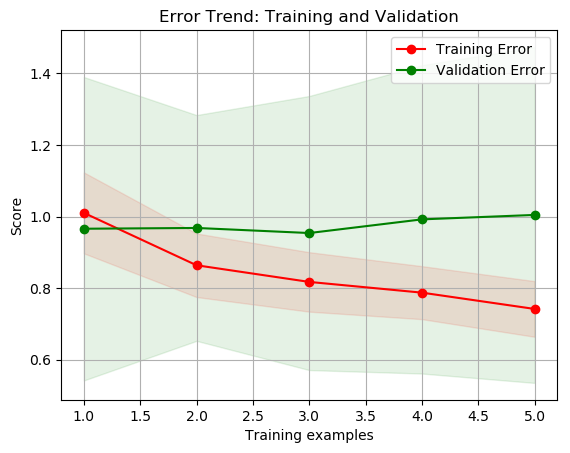 Error Trend: Training and Validation
Training Error
Validation Error
Score
1.4
1.2
1.0
0.8
0.6
1.0 1.5 2.0 2.5 3.0 3.5 4.0 4.5 5.0
Training examples